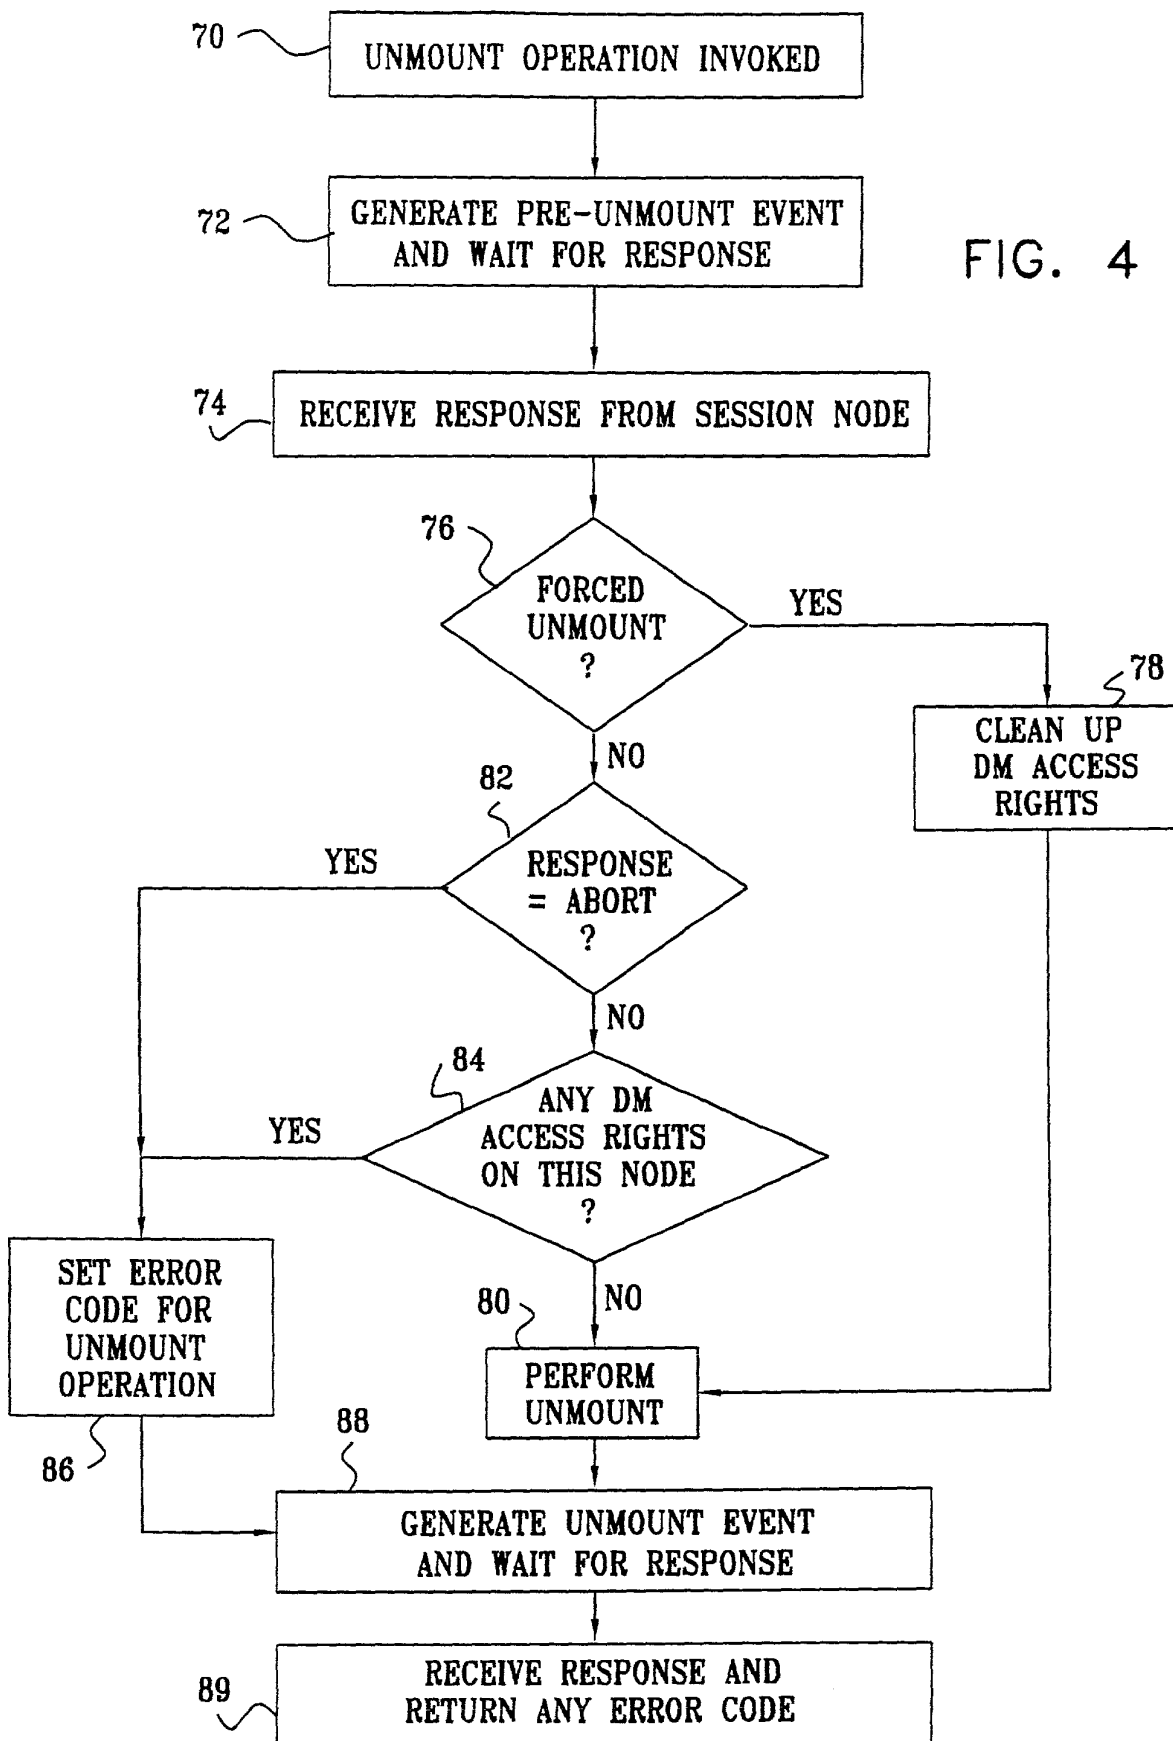 70
UNMOUNT OPERATION INVOKED
72
GENERATE PRE-UNMOUNT EVENT
AND WAIT FOR RESPONSE
FIG. 4
74
RECEIVE RESPONSE FROM SESSION NODE
76
FORCED
UNMOUNT
?
YES
NO
78
CLEAN UP
DM ACCESS
RIGHTS
82
RESPONSE
= ABORT
?
YES
NO
84
ANY DM
ACCESS RIGHTS
ON THIS NODE
?
YES
NO
SET ERROR
CODE FOR
UNMOUNT
OPERATION
86
80
PERFORM
UNMOUNT
88
GENERATE UNMOUNT EVENT
AND WAIT FOR RESPONSE
89
RECEIVE RESPONSE AND
RETURN ANY ERROR CODE